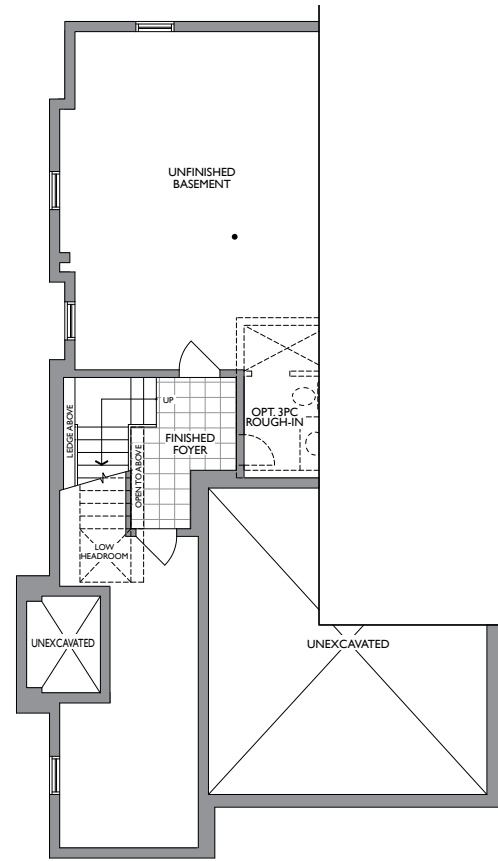 UNFINISHED
BASEMENT
UP
LEDGE ABOVE
OPT. 3PC
ROUGH-IN
FINISHED
FOYER
OPEN TO ABOVE
LOW
HEADROOM
UNEXCAVATED
UNEXCAVATED